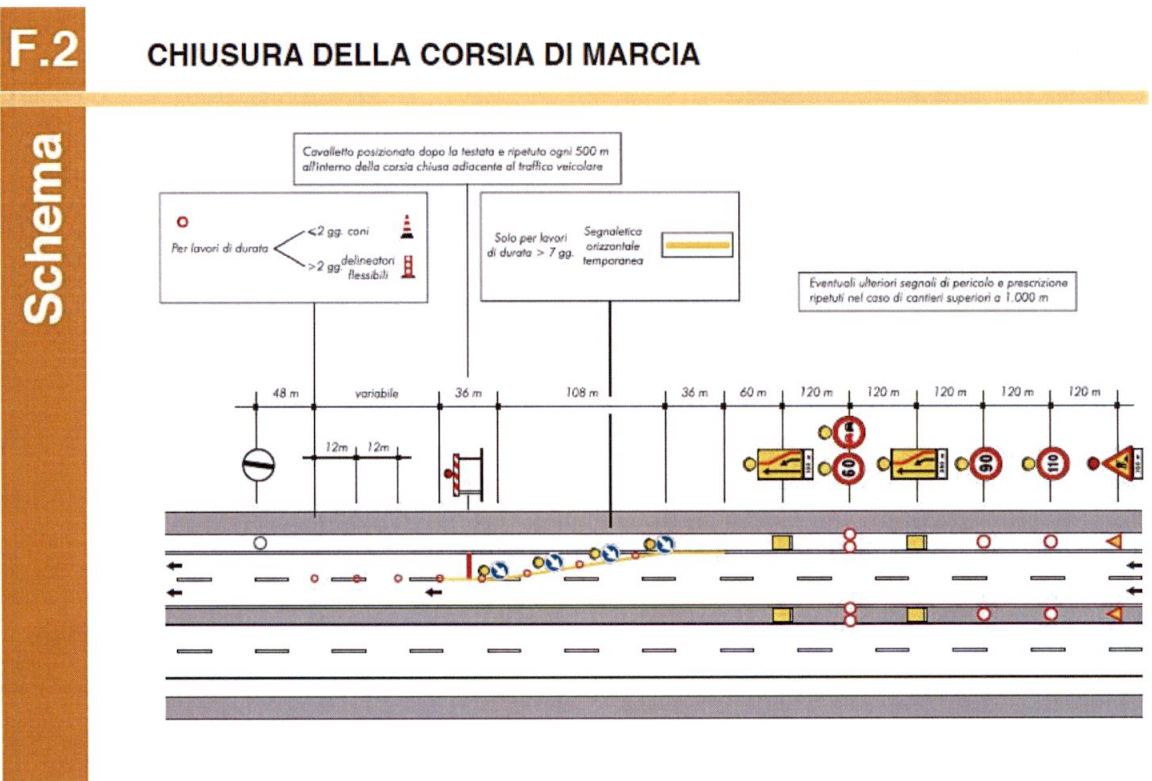 F.2
CHIUSURA DELLA CORSIA DI MARCIA
Schema
Cavalletto posizionato dopo la testata e ripetuto ogni 500 m
all'interno della corsia chiusa adiacente al traffico veicolare
Per lavori di durata
⩽2 gg. coni
>2 gg. delineatori
flessibili
Solo per lavori
di durata > 7 gg.
Segnaletica
orizzontale
temporanea
Eventuali ulteriori segnali di pericolo e prescrizione
ripetuti nel caso di cantieri superiori a 1.000 m
48 m variabile 36 m 108 m 36 m 60 m 120 m 120 m 120 m 120 m 120 m
12m 12m
60 90 110